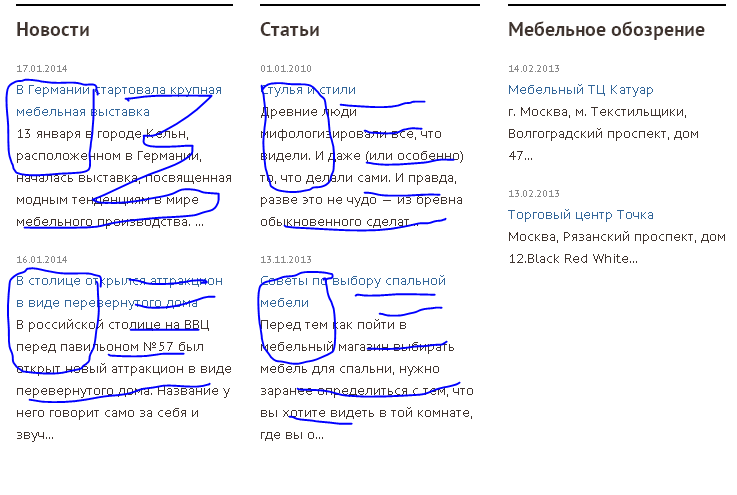 Новости
17.01.2014
В Германии стартовала крупная
мебельная выставка
13 января в городе Кельн,
расположенном в Германии,
началась выставка, посвященная
модным тенденциям в мире
мебельного производства. ...
16.01.2014
В столице открылся аттракцион
в виде перевернутого дома
В российской столице на ВВЦ
перед павильоном №57 был
открыт новый аттракцион в виде
перевернутого дома. Название у
него говорит само за себя и
звуч...
Статьи
01.01.2010
Стулья и стили
Древние люди
мифологизировали все, что
видели. И даже (или особенно)
то, что делали сами. И правда,
разве это не чудо — из бревна
обыкновенного сделат...
13.11.2013
Советы по выбору спальной
мебели
Перед тем как пойти в
мебельный магазин выбирать
мебель для спальни, нужно
заранее определиться с тем, что
вы хотите видеть в той комнате,
где вы о...
Мебельное обозрение
14.02.2013
Мебельный ТЦ Катуар
г. Москва, м. Текстильщики,
Волгоградский проспект, дом
47...
13.02.2013
Торговый центр Точка
Москва, Рязанский проспект, дом
12.Black Red White...